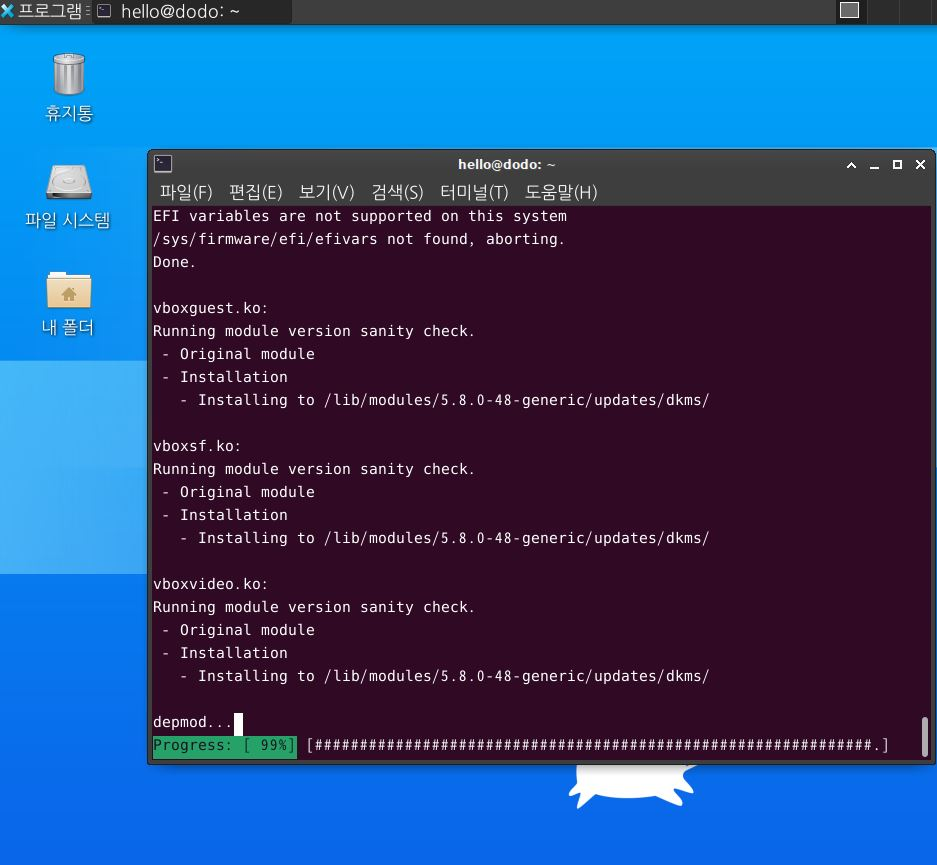 프로그램
hello@dodo: ~
휴지통
파일 시스템
내 폴더
hello@dodo: ~
파일(F) 편집(E) 보기(V) 검색(S) 터미널(T) 도움말(H)
EFI variables are not supported on this system
/sys/firmware/efi/efivars not found, aborting.
Done.
vboxguest.ko:
Running module version sanity check.
- Original module
- Installation
- Installing to /lib/modules/5.8.0-48-generic/updates/dkms/
vboxsf.ko:
Running module version sanity check.
- Original module
- Installation
- Installing to /lib/modules/5.8.0-48-generic/updates/dkms/
vboxvideo.ko:
Running module version sanity check.
- Original module
- Installation
- Installing to /lib/modules/5.8.0-48-generic/updates/dkms/
depmod...
Progress: [ 99%] [##############################################################.]